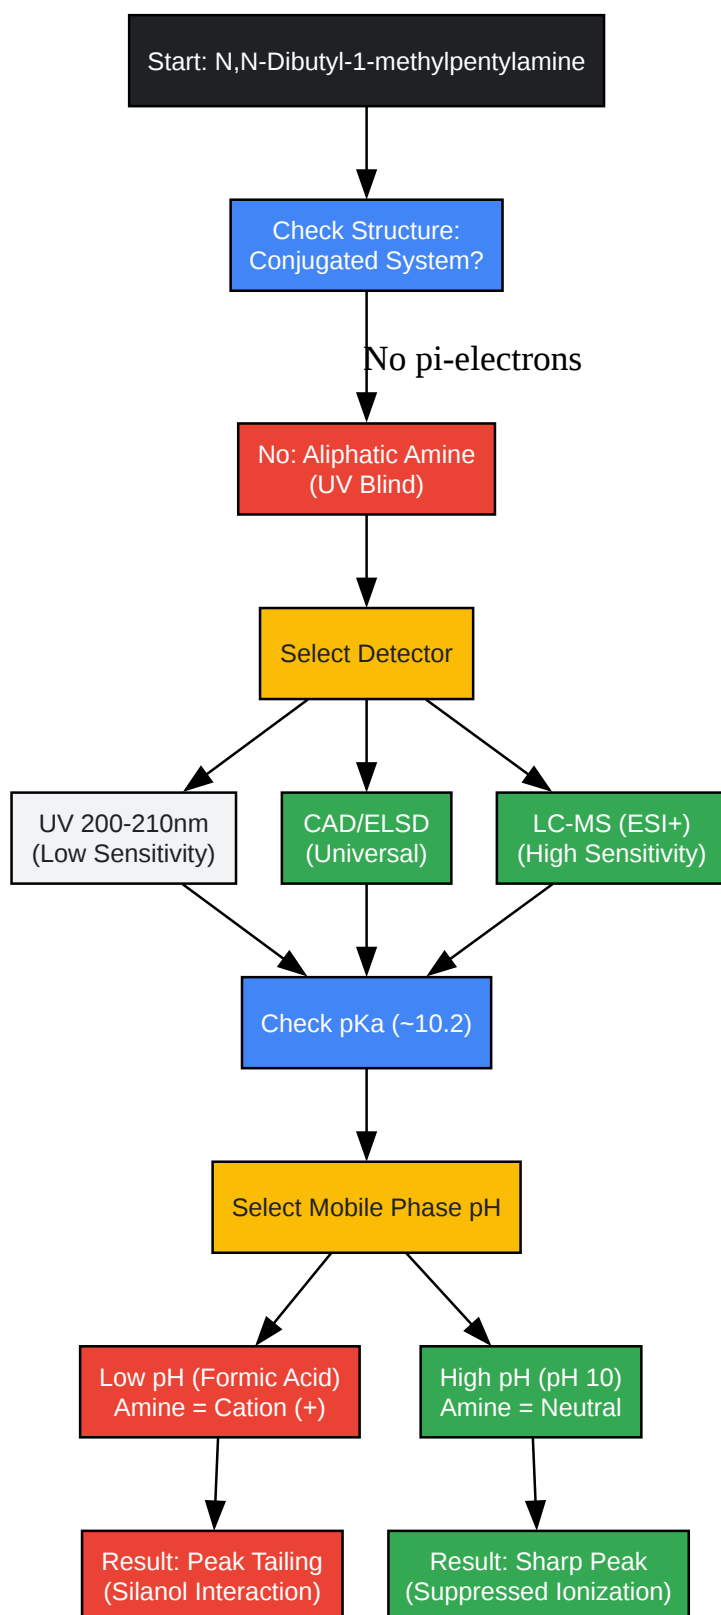 Start: N,N-Dibutyl-1-methylpentylamine
Check Structure:
Conjugated System?
No pi-electrons
No: Aliphatic Amine
(UV Blind)
Select Detector
UV 200-210nm
(Low Sensitivity)
CAD/ELSD
(Universal)
LC-MS (ESI+)
(High Sensitivity)
Check pKa (~10.2)
Select Mobile Phase pH
Low pH (Formic Acid)
Amine = Cation (+)
High pH (pH 10)
Amine = Neutral
Result: Peak Tailing
(Silanol Interaction)
Result: Sharp Peak
(Suppressed Ionization)